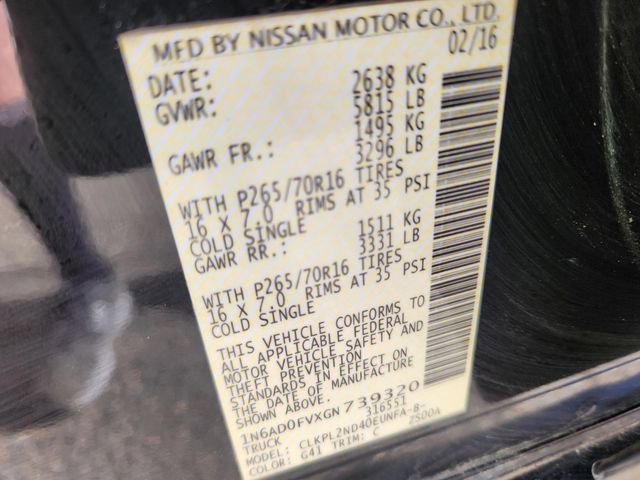 MFD BY NISSAN MOTOR CO., LTD.
DATE: 02/16
GVWR: 2638 KG
5815 LB
GAWR FR.: 1495 KG
3296 LB
WITH P265/70R16 TIRES
16 X 7.0 RIMS AT 35 PSI
COLD SINGLE
GAWR RR.: 1511 KG
3331 LB
WITH P265/70R16 TIRES
16 X 7.0 RIMS AT 35 PSI
COLD SINGLE
THIS VEHICLE CONFORMS TO
ALL APPLICABLE FEDERAL
MOTOR VEHICLE SAFETY AND
THEFT PREVENTION
STANDARDS IN EFFECT ON
THE DATE OF MANUFACTURE
SHOWN ABOVE.
1N6AD0FVXGN739320
TRUCK 316551
MODEL: CLKPL2ND40EUNFA-B-
COLOR: G41 TRIM: C 2S00A